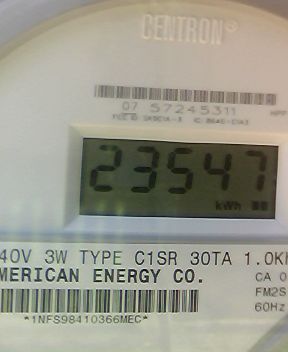 CENTRON®
07 57245311
23547
kWh
40V 3W TYPE C1SR 30TA 1.0K
MERICAN ENERGY CO.
CA 0
FM2S
60Hz
*1NFS98410366MEC*